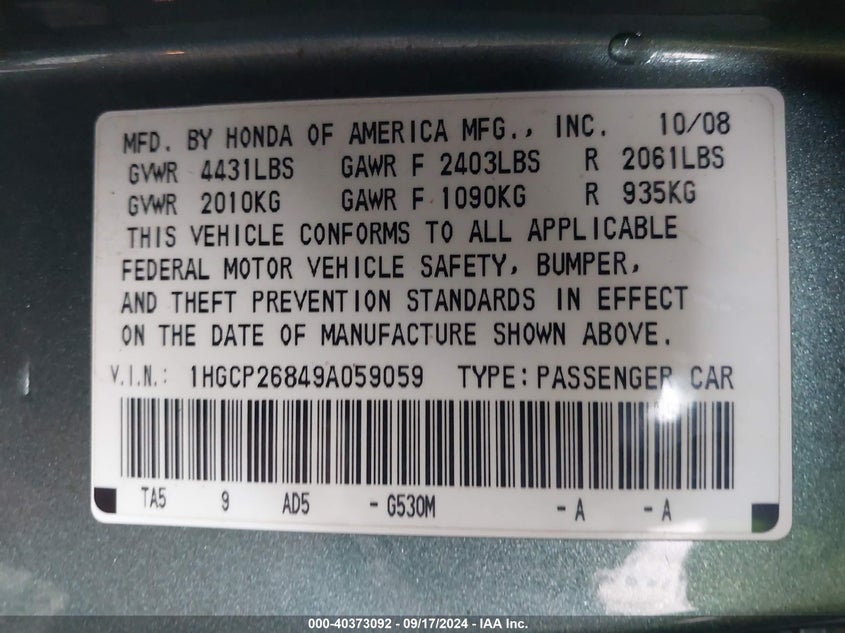 MFD. BY HONDA OF AMERICA MFG., INC. 10/08
GVWR 4431LBS GAWR F 2403LBS R 2061LBS
GVWR 2010KG GAWR F 1090KG R 935KG
THIS VEHICLE CONFORMS TO ALL APPLICABLE
FEDERAL MOTOR VEHICLE SAFETY, BUMPER,
AND THEFT PREVENTION STANDARDS IN EFFECT
ON THE DATE OF MANUFACTURE SHOWN ABOVE.
V.I.N.: 1HGCP26849A059059 TYPE: PASSENGER CAR
TA5 9 AD5 - G530M - A - A
000-40373092 - 09/17/2024 - IAA Inc.